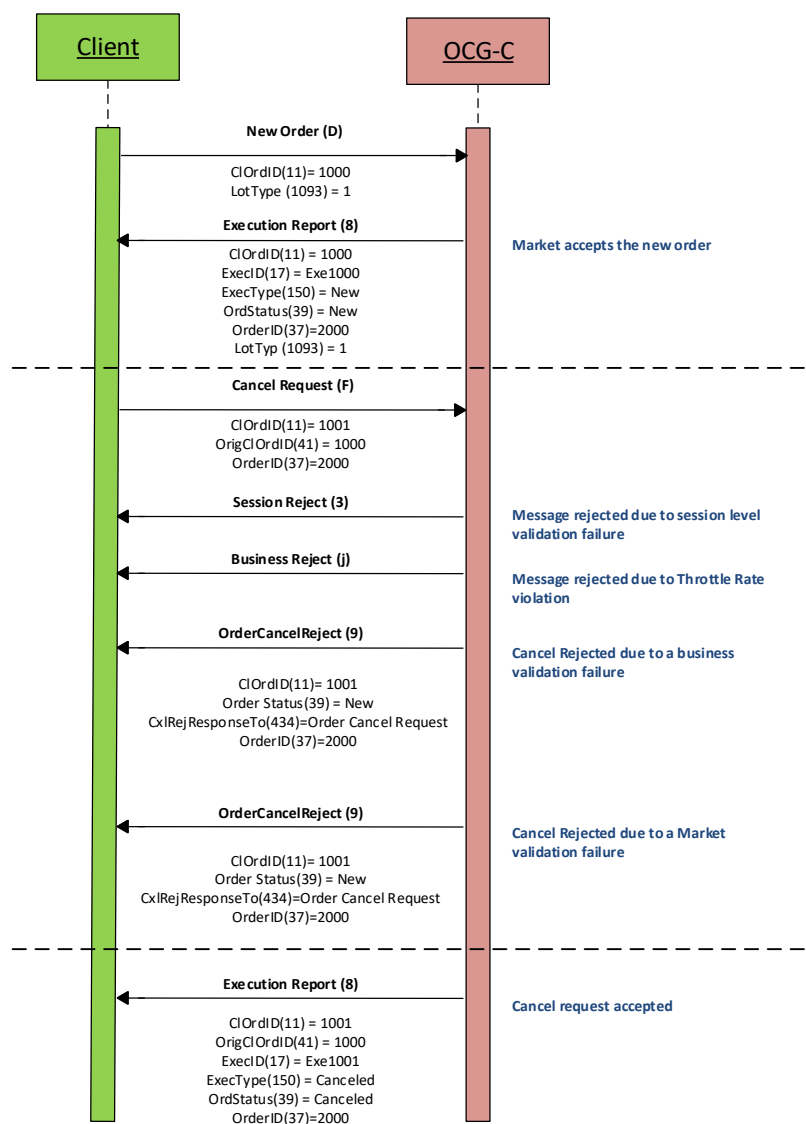 Client
OCG-C
New Order (D)
ClOrdID(11)= 1000
LotType (1093) = 1
Execution Report (8)
Market accepts the new order
ClOrdID(11) = 1000
ExecID(17) = Exe1000
ExecType(150) = New
OrdStatus(39) = New
OrderID(37)=2000
LotTyp (1093) = 1
Cancel Request (F)
ClOrdID(11)= 1001
OrigClOrdID(41) = 1000
OrderID(37)=2000
Session Reject (3)
Message rejected due to session level
validation failure
Business Reject (j)
Message rejected due to Throttle Rate
violation
OrderCancelReject (9)
Cancel Rejected due to a business
validation failure
ClOrdID(11)= 1001
Order Status(39) = New
CxlRejResponseTo(434)=Order Cancel Request
OrderID(37)=2000
OrderCancelReject (9)
Cancel Rejected due to a Market
validation failure
ClOrdID(11)= 1001
Order Status(39) = New
CxlRejResponseTo(434)=Order Cancel Request
OrderID(37)=2000
Execution Report (8)
Cancel request accepted
ClOrdID(11) = 1001
OrigClOrdID(41) = 1000
ExecID(17) = Exe1001
ExecType(150) = Canceled
OrdStatus(39) = Canceled
OrderID(37)=2000